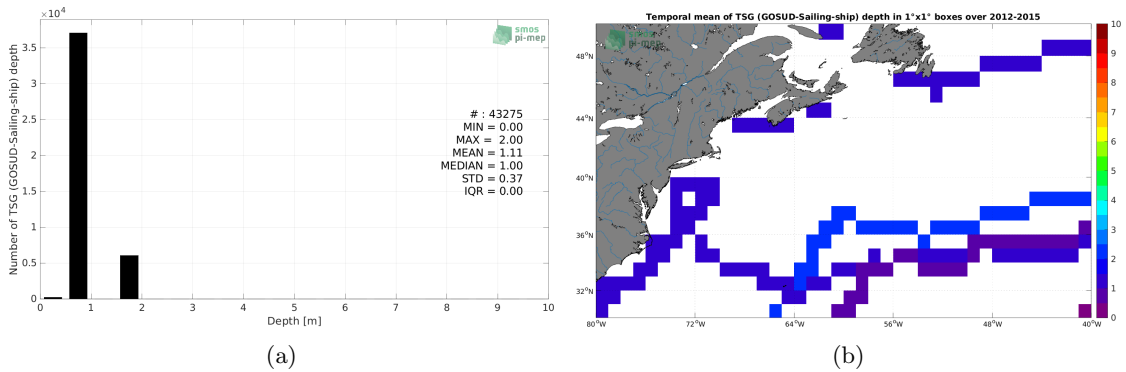 ×10⁴
Number of TSG (GOSUD-Sailing-ship) depth
3.5
3
2.5
2
1.5
1
0.5
0
0 1 2 3 4 5 6 7 8 9 10
Depth [m]
smos
pi-mep
# : 43275
MIN = 0.00
MAX = 2.00
MEAN = 1.11
MEDIAN = 1.00
STD = 0.37
IQR = 0.00
(a)
Temporal mean of TSG (GOSUD-Sailing-ship) depth in 1°x1° boxes over 2012-2015
smos
pi-mep
48°N
44°N
40°N
36°N
32°N
80°W 72°W 64°W 56°W 48°W 40°W
10
9
8
7
6
5
4
3
2
1
0
(b)